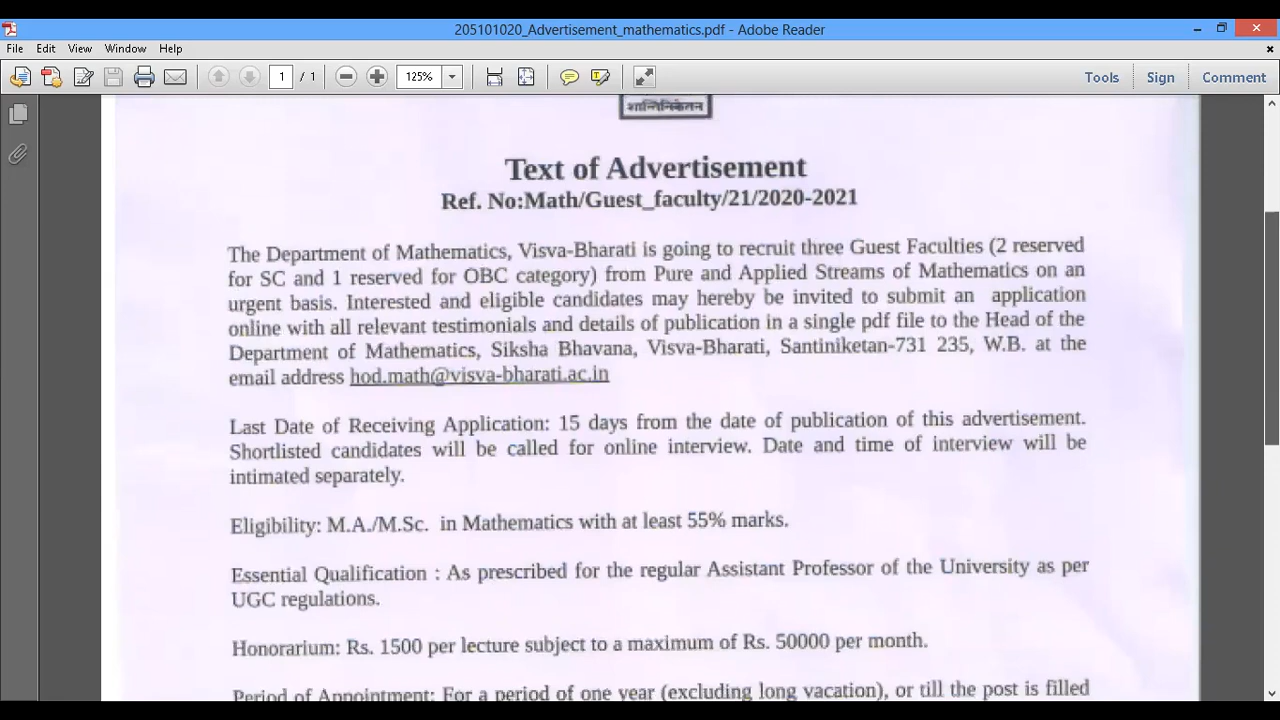 205101020_Advertisement_mathematics.pdf - Adobe Reader
File Edit View Window Help
1 / 1 125% Tools Sign Comment
शान्तिनिकेतन
Text of Advertisement
Ref. No:Math/Guest_faculty/21/2020-2021
The Department of Mathematics, Visva-Bharati is going to recruit three Guest Faculties (2 reserved
for SC and 1 reserved for OBC category) from Pure and Applied Streams of Mathematics on an
urgent basis. Interested and eligible candidates may hereby be invited to submit an application
online with all relevant testimonials and details of publication in a single pdf file to the Head of the
Department of Mathematics, Siksha Bhavana, Visva-Bharati, Santiniketan-731 235, W.B. at the
email address hod.math@visva-bharati.ac.in
Last Date of Receiving Application: 15 days from the date of publication of this advertisement.
Shortlisted candidates will be called for online interview. Date and time of interview will be
intimated separately.
Eligibility: M.A./M.Sc. in Mathematics with at least 55% marks.
Essential Qualification : As prescribed for the regular Assistant Professor of the University as per
UGC regulations.
Honorarium: Rs. 1500 per lecture subject to a maximum of Rs. 50000 per month.
Period of Appointment: For a period of one year (excluding long vacation), or till the post is filled